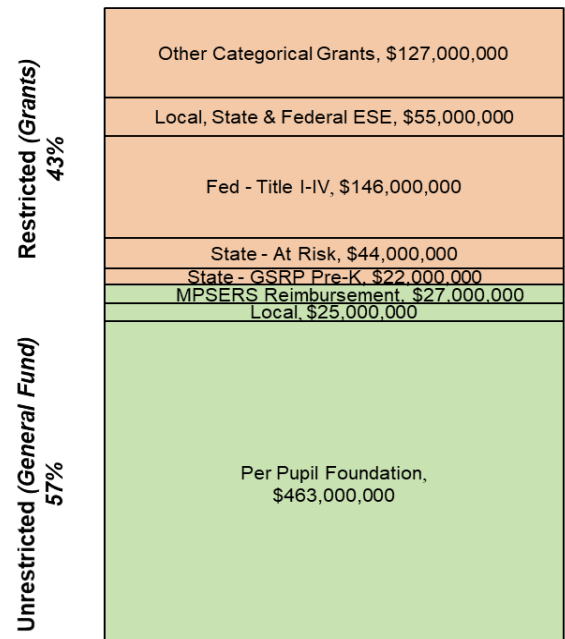 Restricted (Grants)
43%
Other Categorical Grants, $127,000,000
Local, State & Federal ESE, $55,000,000
Fed - Title I-IV, $146,000,000
State - At Risk, $44,000,000
State - GSRP Pre-K, $22,000,000
Unrestricted (General Fund)
57%
MPSERS Reimbursement, $27,000,000
Local, $25,000,000
Per Pupil Foundation,
$463,000,000